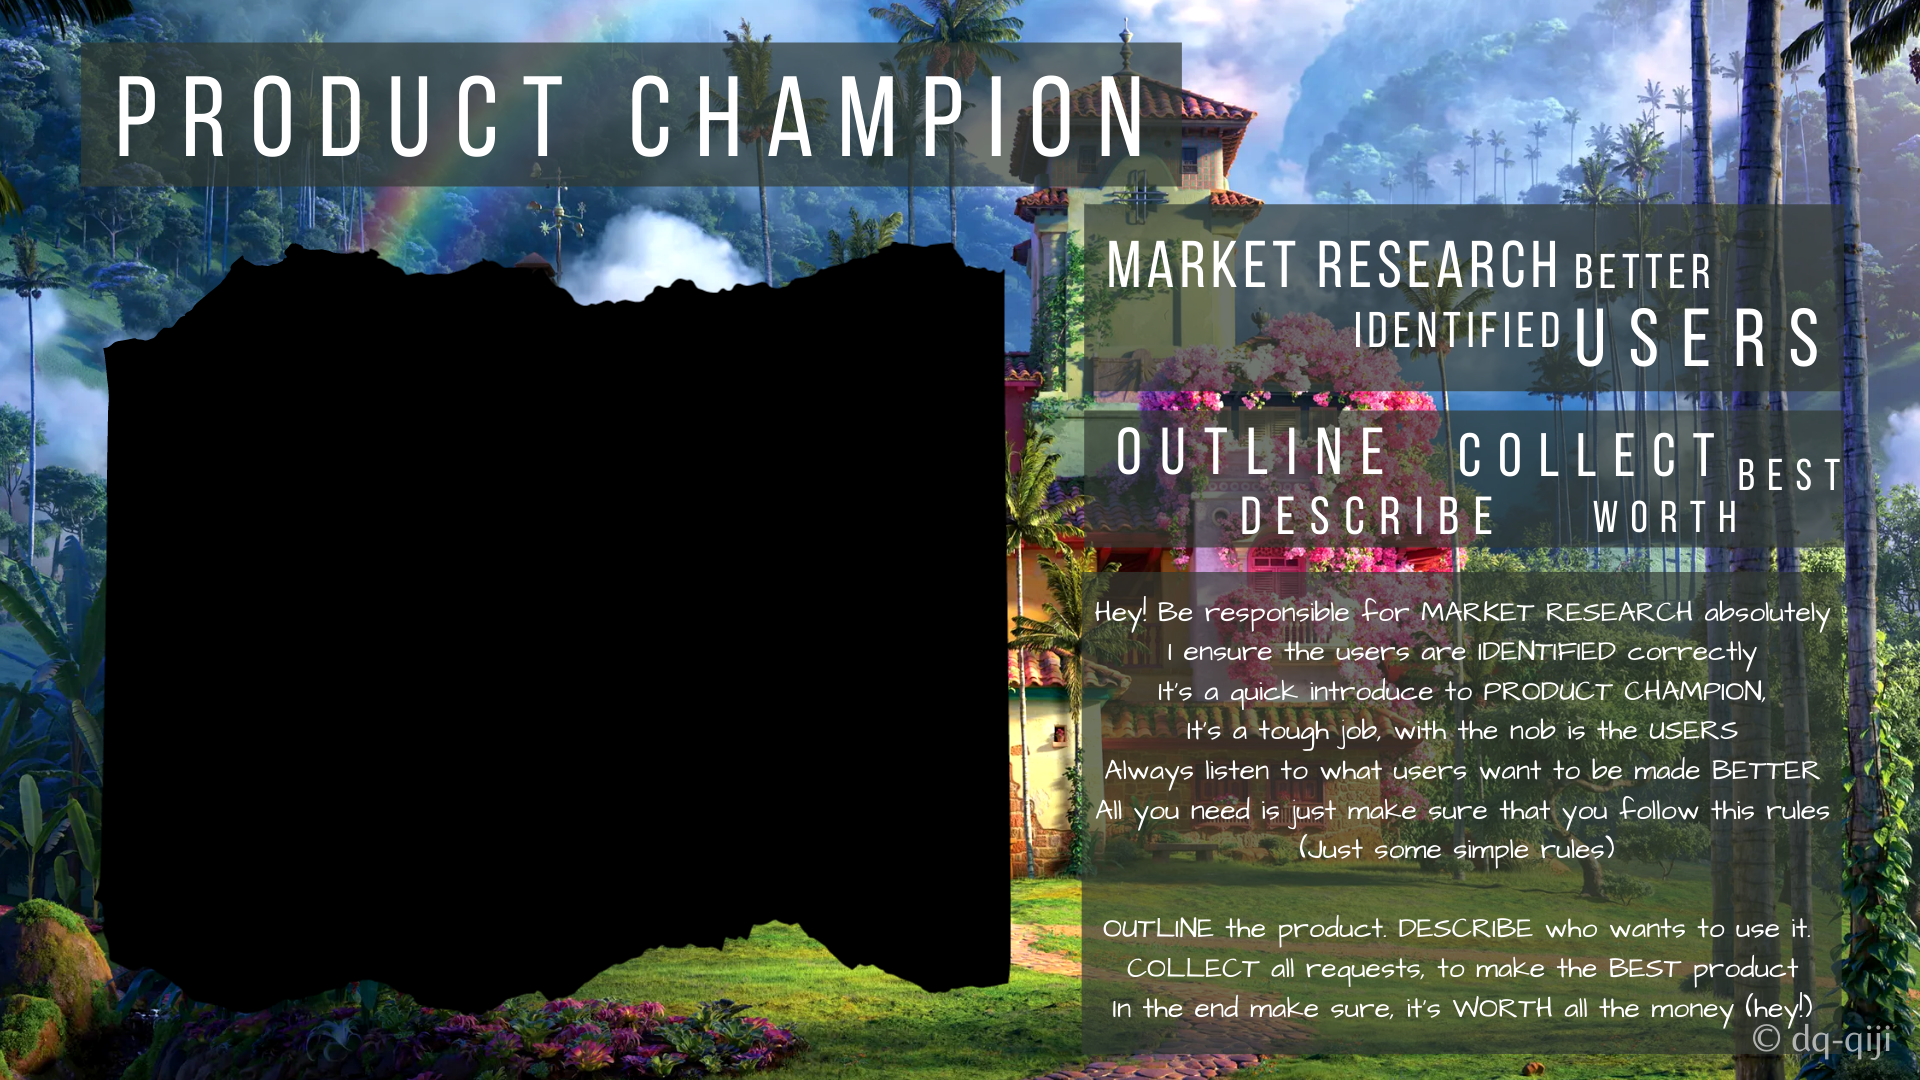 PRODUCT CHAMPION
MARKET RESEARCH BETTER
IDENTIFIED USERS
OUTLINE COLLECT BEST
DESCRIBE WORTH
Hey! Be responsible for MARKET RESEARCH absolutely
I ensure the users are IDENTIFIED correctly
It's a quick introduce to PRODUCT CHAMPION,
It's a tough job, with the nob is the USERS
Always listen to what users want to be made BETTER
All you need is just make sure that you follow this rules
(Just some simple rules)
OUTLINE the product. DESCRIBE who wants to use it.
COLLECT all requests, to make the BEST product
In the end make sure, it's WORTH all the money (hey!)
© dq-qiji